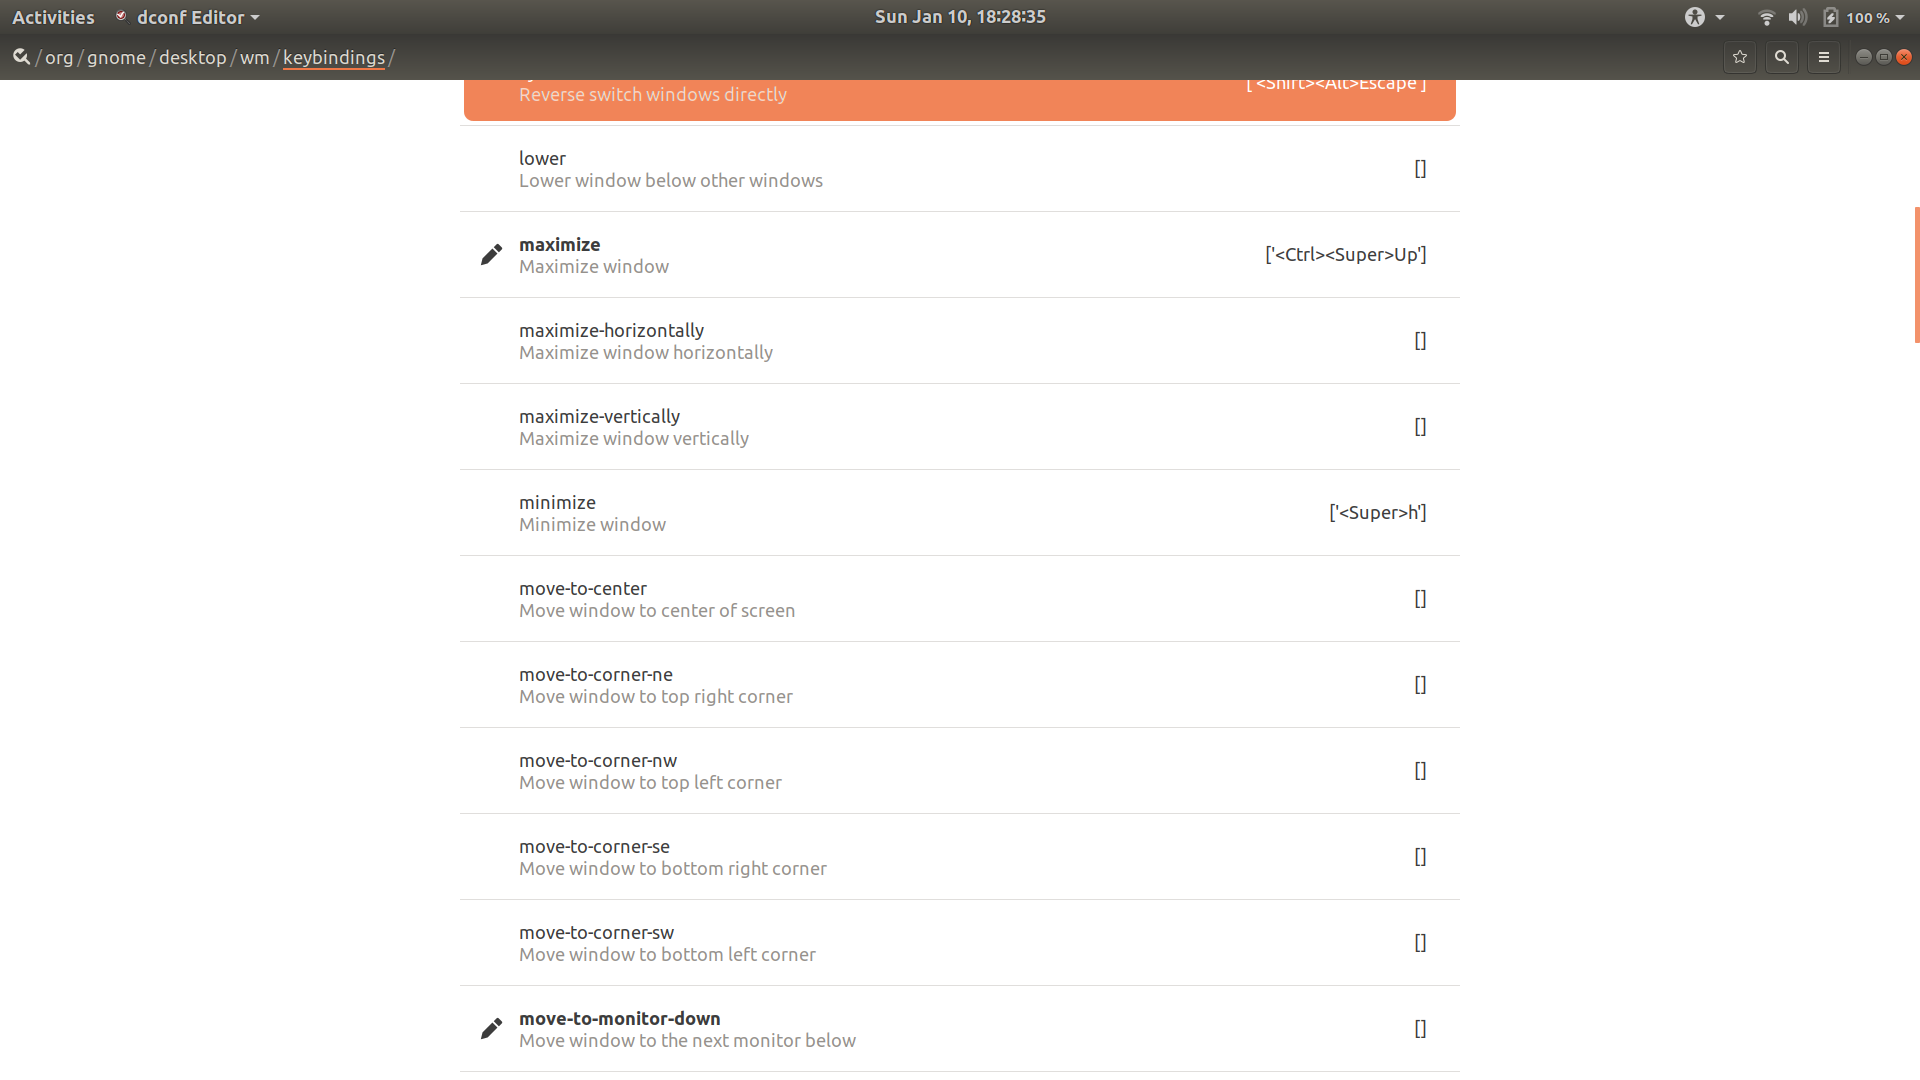 Activities dconf Editor Sun Jan 10, 18:28:35 100 %
/ org / gnome / desktop / wm / keybindings /
['<Shift><Alt>Escape']
Reverse switch windows directly
lower
Lower window below other windows
[]
maximize
Maximize window
['<Ctrl><Super>Up']
maximize-horizontally
Maximize window horizontally
[]
maximize-vertically
Maximize window vertically
[]
minimize
Minimize window
['<Super>h']
move-to-center
Move window to center of screen
[]
move-to-corner-ne
Move window to top right corner
[]
move-to-corner-nw
Move window to top left corner
[]
move-to-corner-se
Move window to bottom right corner
[]
move-to-corner-sw
Move window to bottom left corner
[]
move-to-monitor-down
Move window to the next monitor below
[]